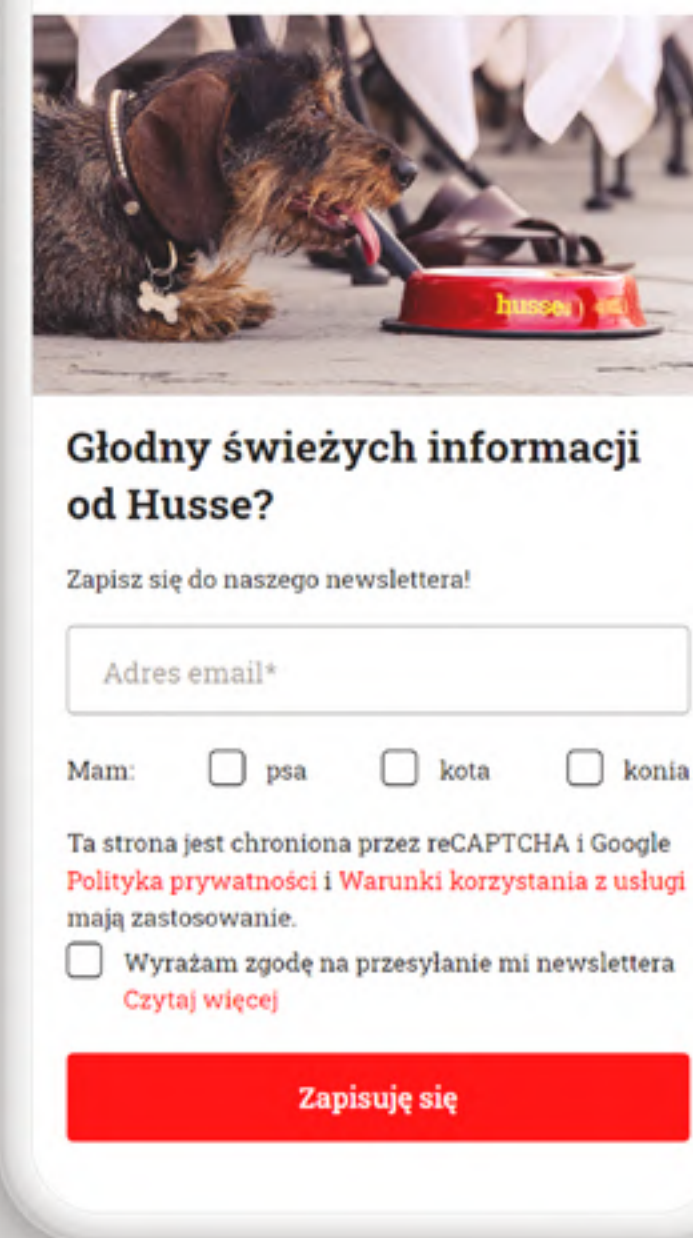 husse
Głodny świeżych informacji
od Husse?
Zapisz się do naszego newslettera!
Adres email*
Mam: psa kota konia
Ta strona jest chroniona przez reCAPTCHA i Google
Polityka prywatności i Warunki korzystania z usługi
mają zastosowanie.
Wyrażam zgodę na przesyłanie mi newslettera
Czytaj więcej
Zapisuję się